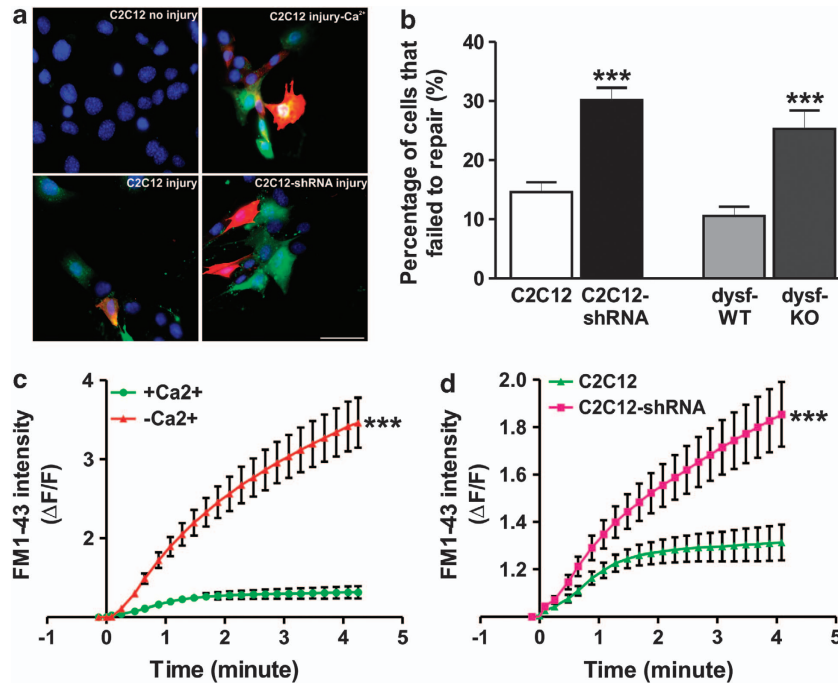 a
C2C12 no injury
C2C12 injury-Ca²⁺
C2C12 injury
C2C12-shRNA injury
b
Percentage of cells that
failed to repair (%)
40
30
20
10
0
***
***
C2C12
C2C12-
shRNA
dysf-
WT
dysf-
KO
c
+Ca2+
-Ca2+
FM1-43 intensity
(ΔF/F)
4
3
2
***
-1 0 1 2 3 4 5
Time (minute)
d
C2C12
C2C12-shRNA
FM1-43 intensity
(ΔF/F)
2.0
1.8
1.6
1.4
1.2
***
-1 0 1 2 3 4 5
Time (minute)